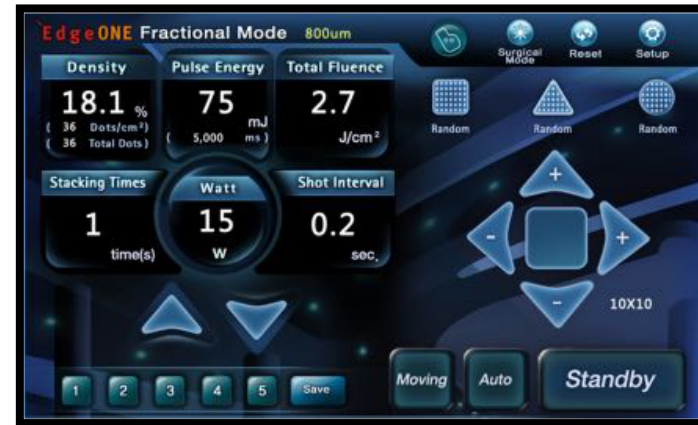 EdgeONE Fractional Mode 800um
Surgical Mode
Reset
Setup
Density
18.1 %
( 36 Dots/cm²)
( 36 Total Dots)
Pulse Energy
75 mJ
( 5,000 ms )
Total Fluence
2.7
J/cm²
Random
Random
Random
Stacking Times
1
time(s)
Watt
15
W
Shot Interval
0.2
sec.
+
-
+
-
10X10
1 2 3 4 5 Save
Moving
Auto
Standby